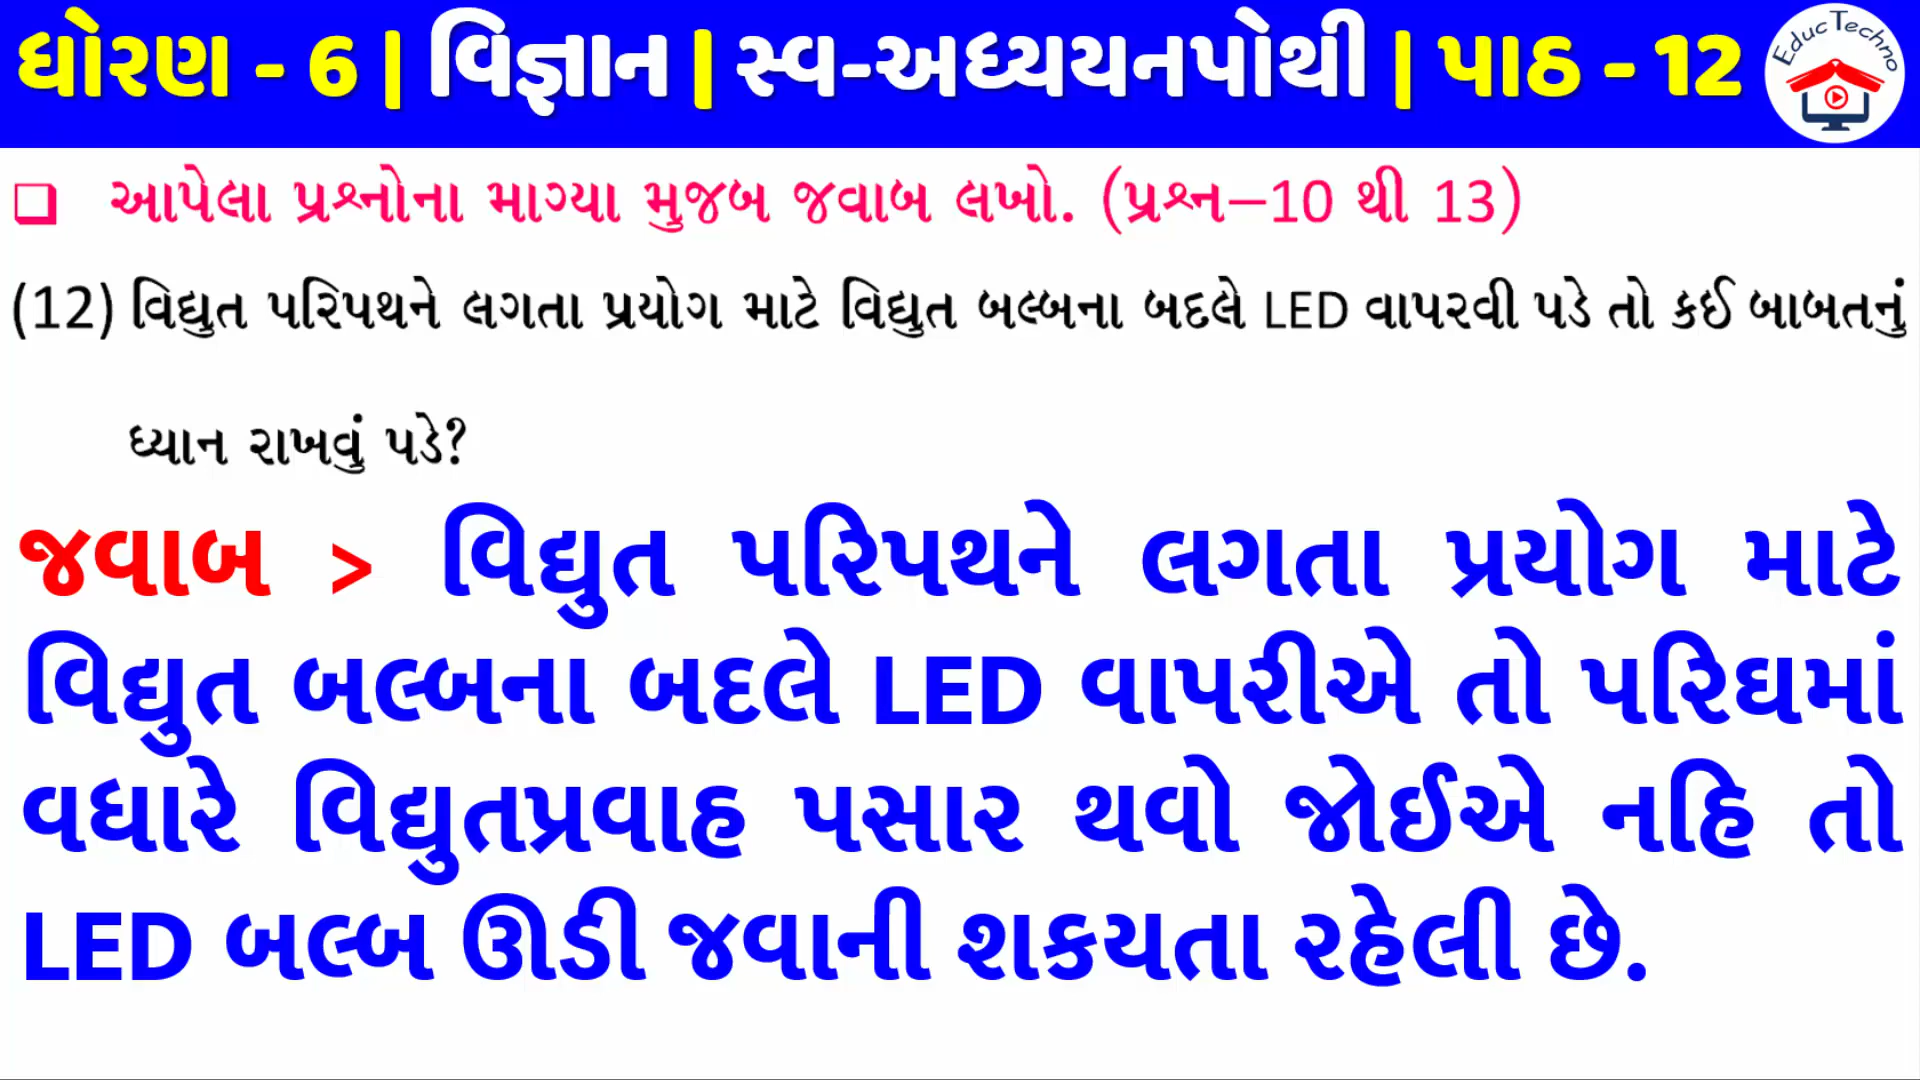 ધોરણ - 6 | વિજ્ઞાન | સ્વ-અધ્યયનપોથી | પાઠ - 12
EducTechno
❑ આપેલા પ્રશ્નોના માગ્યા મુજબ જવાબ લખો. (પ્રશ્ન–10 થી 13)
(12) વિદ્યુત પરિપથને લગતા પ્રયોગ માટે વિદ્યુત બલ્બના બદલે LED વાપરવી પડે તો કઈ બાબતનું
ધ્યાન રાખવું પડે?
જવાબ > વિદ્યુત પરિપથને લગતા પ્રયોગ માટે
વિદ્યુત બલ્બના બદલે LED વાપરીએ તો પરિઘમાં
વધારે વિદ્યુતપ્રવાહ પસાર થવો જોઈએ નહિ તો
LED બલ્બ ઊડી જવાની શકયતા રહેલી છે.